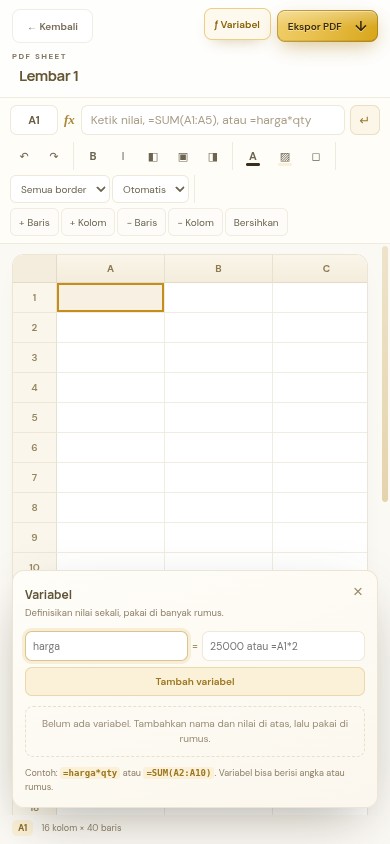 ← Kembali
ƒ Variabel
Ekspor PDF ↓
PDF SHEET
Lembar 1
A1
fx
Ketik nilai, =SUM(A1:A5), atau =harga*qty
↵
↶ ↷ B I ◧ ▣ ◨ A ▨ ◻
Semua border
Otomatis
+ Baris
+ Kolom
− Baris
− Kolom
Bersihkan
A B C
1
2
3
4
5
6
7
8
9
10
Variabel
×
Definisikan nilai sekali, pakai di banyak rumus.
harga = 25000 atau =A1*2
Tambah variabel
Belum ada variabel. Tambahkan nama dan nilai di atas, lalu pakai di
rumus.
Contoh: =harga*qty atau =SUM(A2:A10). Variabel bisa berisi angka atau
rumus.
A1 16 kolom × 40 baris